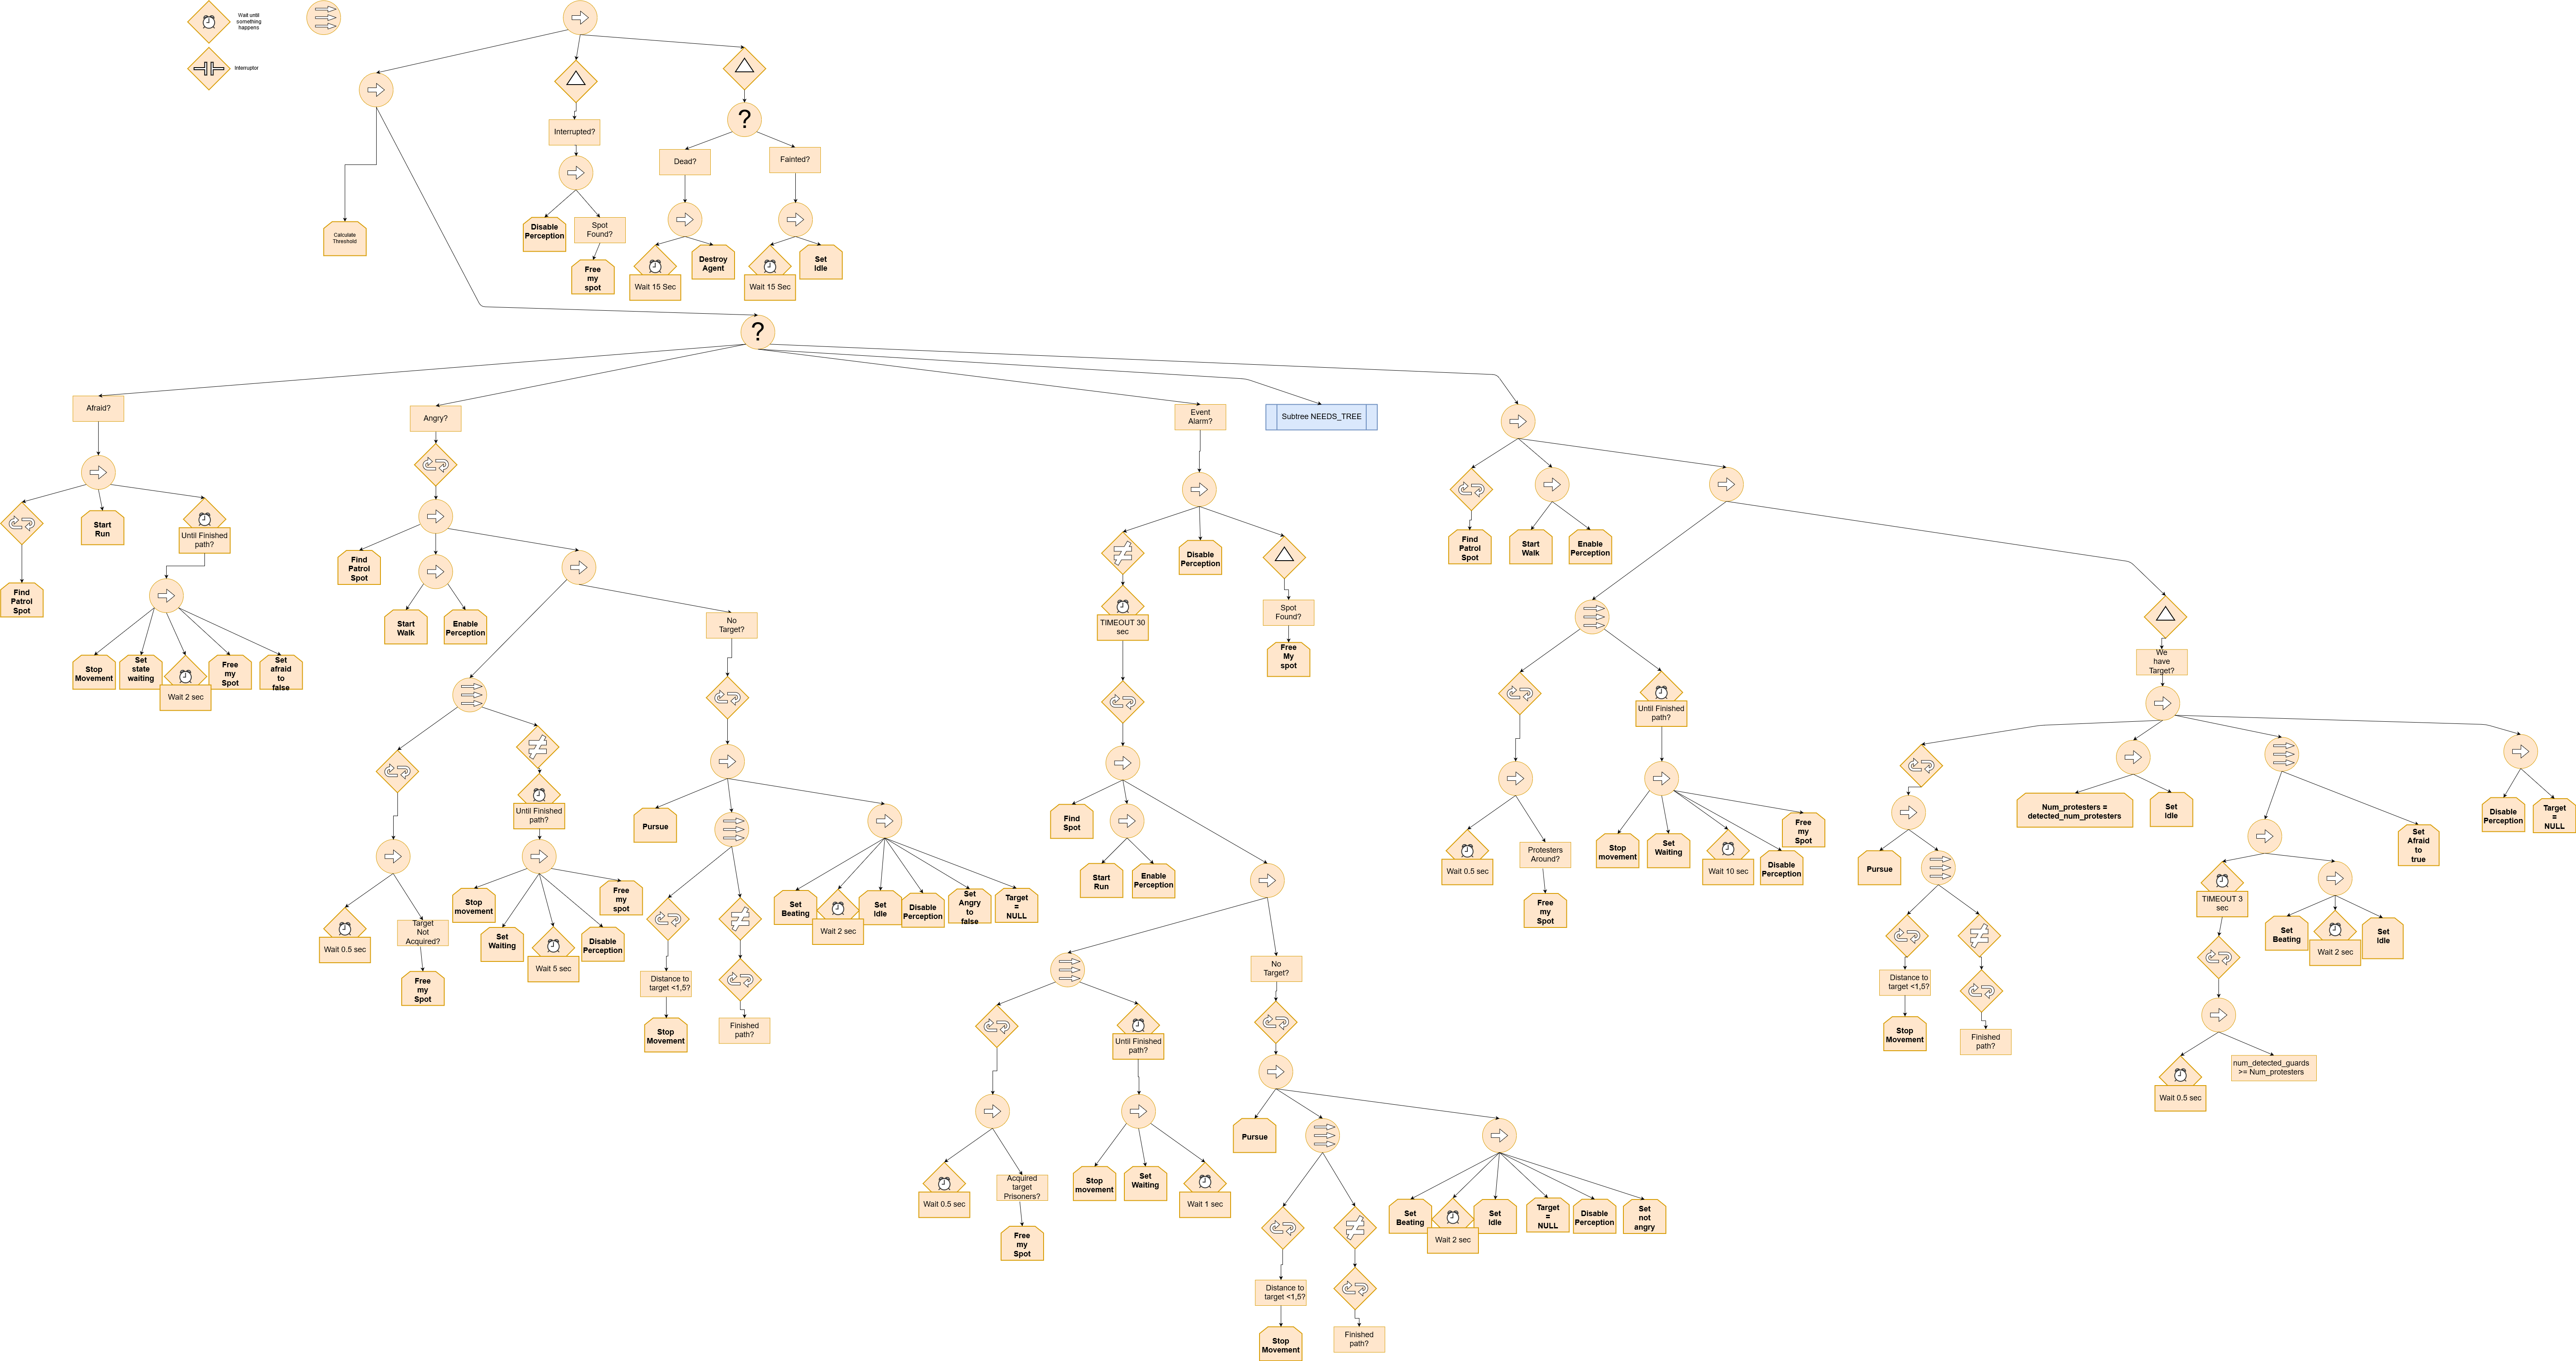 Wait until
something
happens
Interruptor
?
Interrupted?
Dead?
Fainted?
Calculate
Threshold
Disable
Perception
Spot
Found?
Free
my
spot
Wait 15 Sec
Destroy
Agent
Wait 15 Sec
Set
Idle
?
Afraid?
Angry?
Event
Alarm?
Subtree NEEDS_TREE
Find
Patrol
Spot
Start
Run
Until Finished
path?
Stop
Movement
Set
state
waiting
Wait 2 sec
Free
my
Spot
Set
afraid
to
false
Find
Patrol
Spot
Start
Walk
Enable
Perception
No
Target?
Until Finished
path?
Wait 0.5 sec
Target
Not
Acquired?
Free
my
Spot
Stop
movement
Set
Waiting
Wait 5 sec
Disable
Perception
Free
my
spot
Pursue
Distance to
target <1,5?
Stop
Movement
Finished
path?
Set
Beating
Wait 2 sec
Set
Idle
Disable
Perception
Set
Angry
to
false
Target
=
NULL
TIMEOUT 30
sec
Disable
Perception
Spot
Found?
Free
My
spot
Find
Spot
Start
Run
Enable
Perception
No
Target?
Until Finished
path?
Wait 0.5 sec
Acquired
target
Prisoners?
Free
my
Spot
Stop
movement
Set
Waiting
Wait 1 sec
Pursue
Distance to
target <1,5?
Stop
Movement
Finished
path?
Set
Beating
Wait 2 sec
Set
Idle
Target
=
NULL
Disable
Perception
Set
not
angry
Find
Patrol
Spot
Start
Walk
Enable
Perception
Until Finished
path?
Wait 0.5 sec
Protesters
Around?
Free
my
Spot
Stop
movement
Set
Waiting
Wait 10 sec
Disable
Perception
Free
my
Spot
We
have
Target?
Pursue
Distance to
target <1,5?
Stop
Movement
Finished
path?
Num_protesters =
detected_num_protesters
Set
Idle
TIMEOUT 3
sec
Wait 0.5 sec
num_detected_guards
>= Num_protesters
Set
Beating
Wait 2 sec
Set
Idle
Set
Afraid
to
true
Disable
Perception
Target
=
NULL